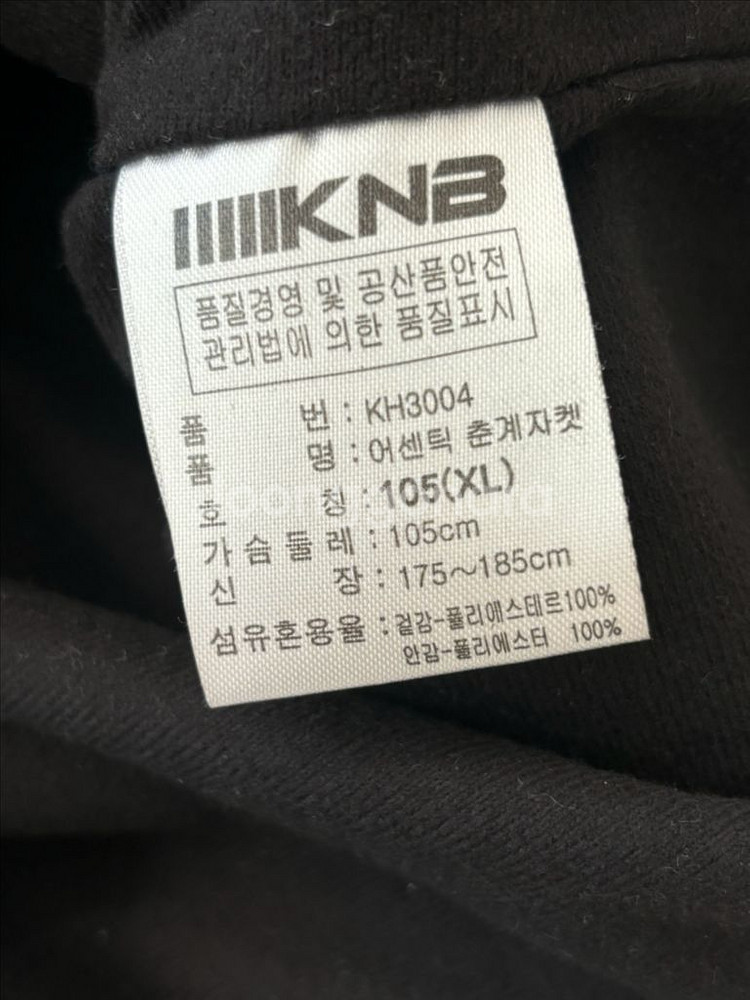 KNB
품질경영 및 공산품안전
관리법에 의한 품질표시
품 번 : KH3004
품 명 : 어센틱 춘계자켓
호 칭 : 105(XL)
가슴둘레 : 105cm
신 장 : 175~185cm
섬유혼용율 : 겉감-폴리에스테르100%
안감-폴리에스터 100%